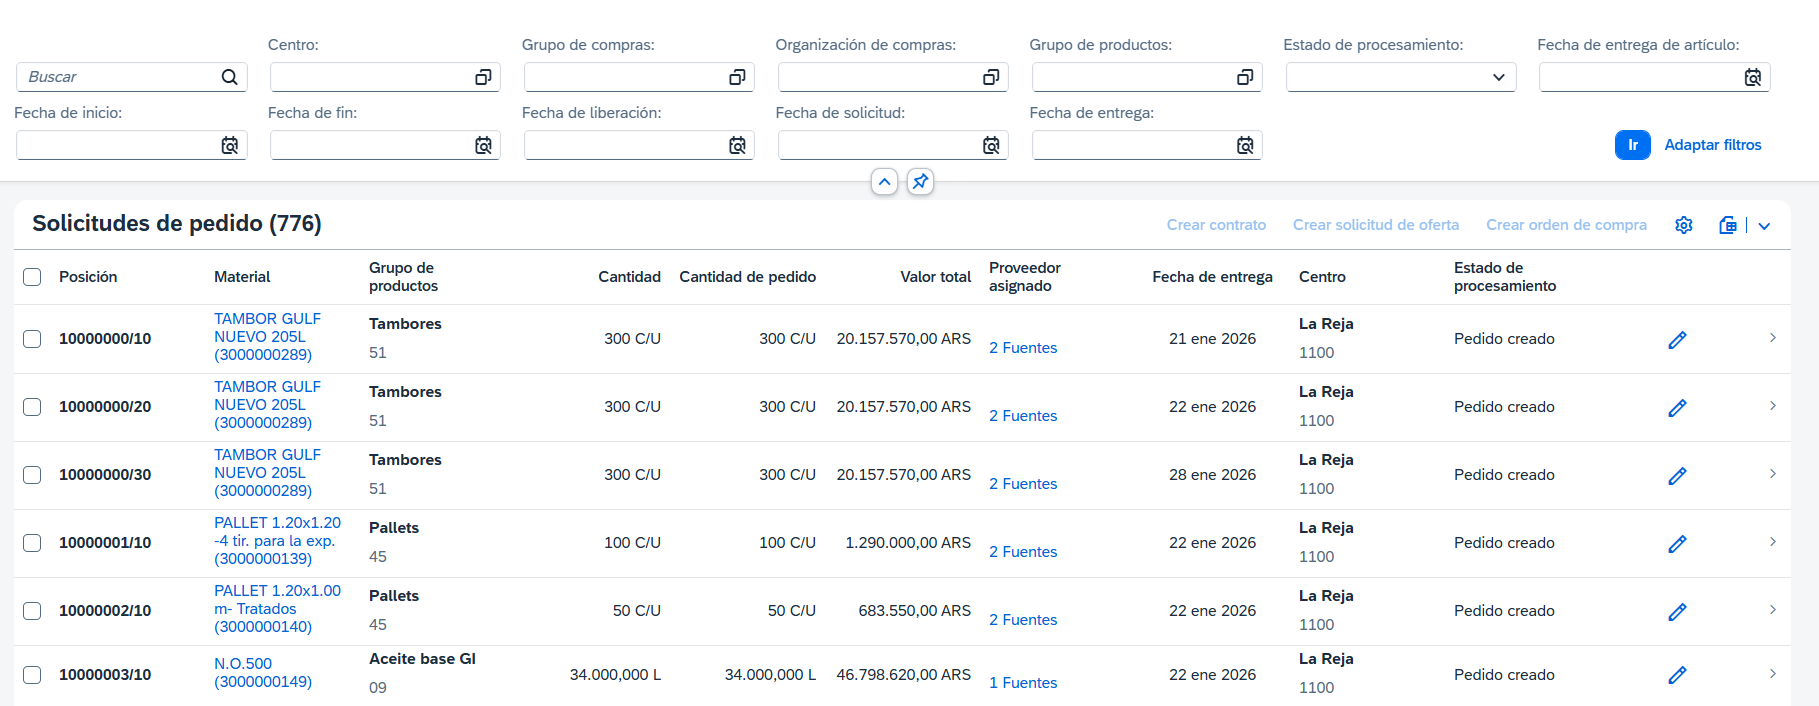 Centro:
Grupo de compras:
Organización de compras:
Grupo de productos:
Estado de procesamiento:
Fecha de entrega de artículo:
Buscar
Fecha de inicio:
Fecha de fin:
Fecha de liberación:
Fecha de solicitud:
Fecha de entrega:
Ir
Adaptar filtros
Solicitudes de pedido (776)
Crear contrato
Crear solicitud de oferta
Crear orden de compra
Posición
Material
Grupo de
productos
Cantidad
Cantidad de pedido
Valor total
Proveedor
asignado
Fecha de entrega
Centro
Estado de
procesamiento
10000000/10
TAMBOR GULF
NUEVO 205L
(3000000289)
Tambores
51
300 C/U
300 C/U
20.157.570,00 ARS
2 Fuentes
21 ene 2026
La Reja
1100
Pedido creado
10000000/20
TAMBOR GULF
NUEVO 205L
(3000000289)
Tambores
51
300 C/U
300 C/U
20.157.570,00 ARS
2 Fuentes
22 ene 2026
La Reja
1100
Pedido creado
10000000/30
TAMBOR GULF
NUEVO 205L
(3000000289)
Tambores
51
300 C/U
300 C/U
20.157.570,00 ARS
2 Fuentes
28 ene 2026
La Reja
1100
Pedido creado
10000001/10
PALLET 1.20x1.20
-4 tir. para la exp.
(3000000139)
Pallets
45
100 C/U
100 C/U
1.290.000,00 ARS
2 Fuentes
22 ene 2026
La Reja
1100
Pedido creado
10000002/10
PALLET 1.20x1.00
m- Tratados
(3000000140)
Pallets
45
50 C/U
50 C/U
683.550,00 ARS
2 Fuentes
22 ene 2026
La Reja
1100
Pedido creado
10000003/10
N.O.500
(3000000149)
Aceite base GI
09
34.000,000 L
34.000,000 L
46.798.620,00 ARS
1 Fuentes
22 ene 2026
La Reja
1100
Pedido creado